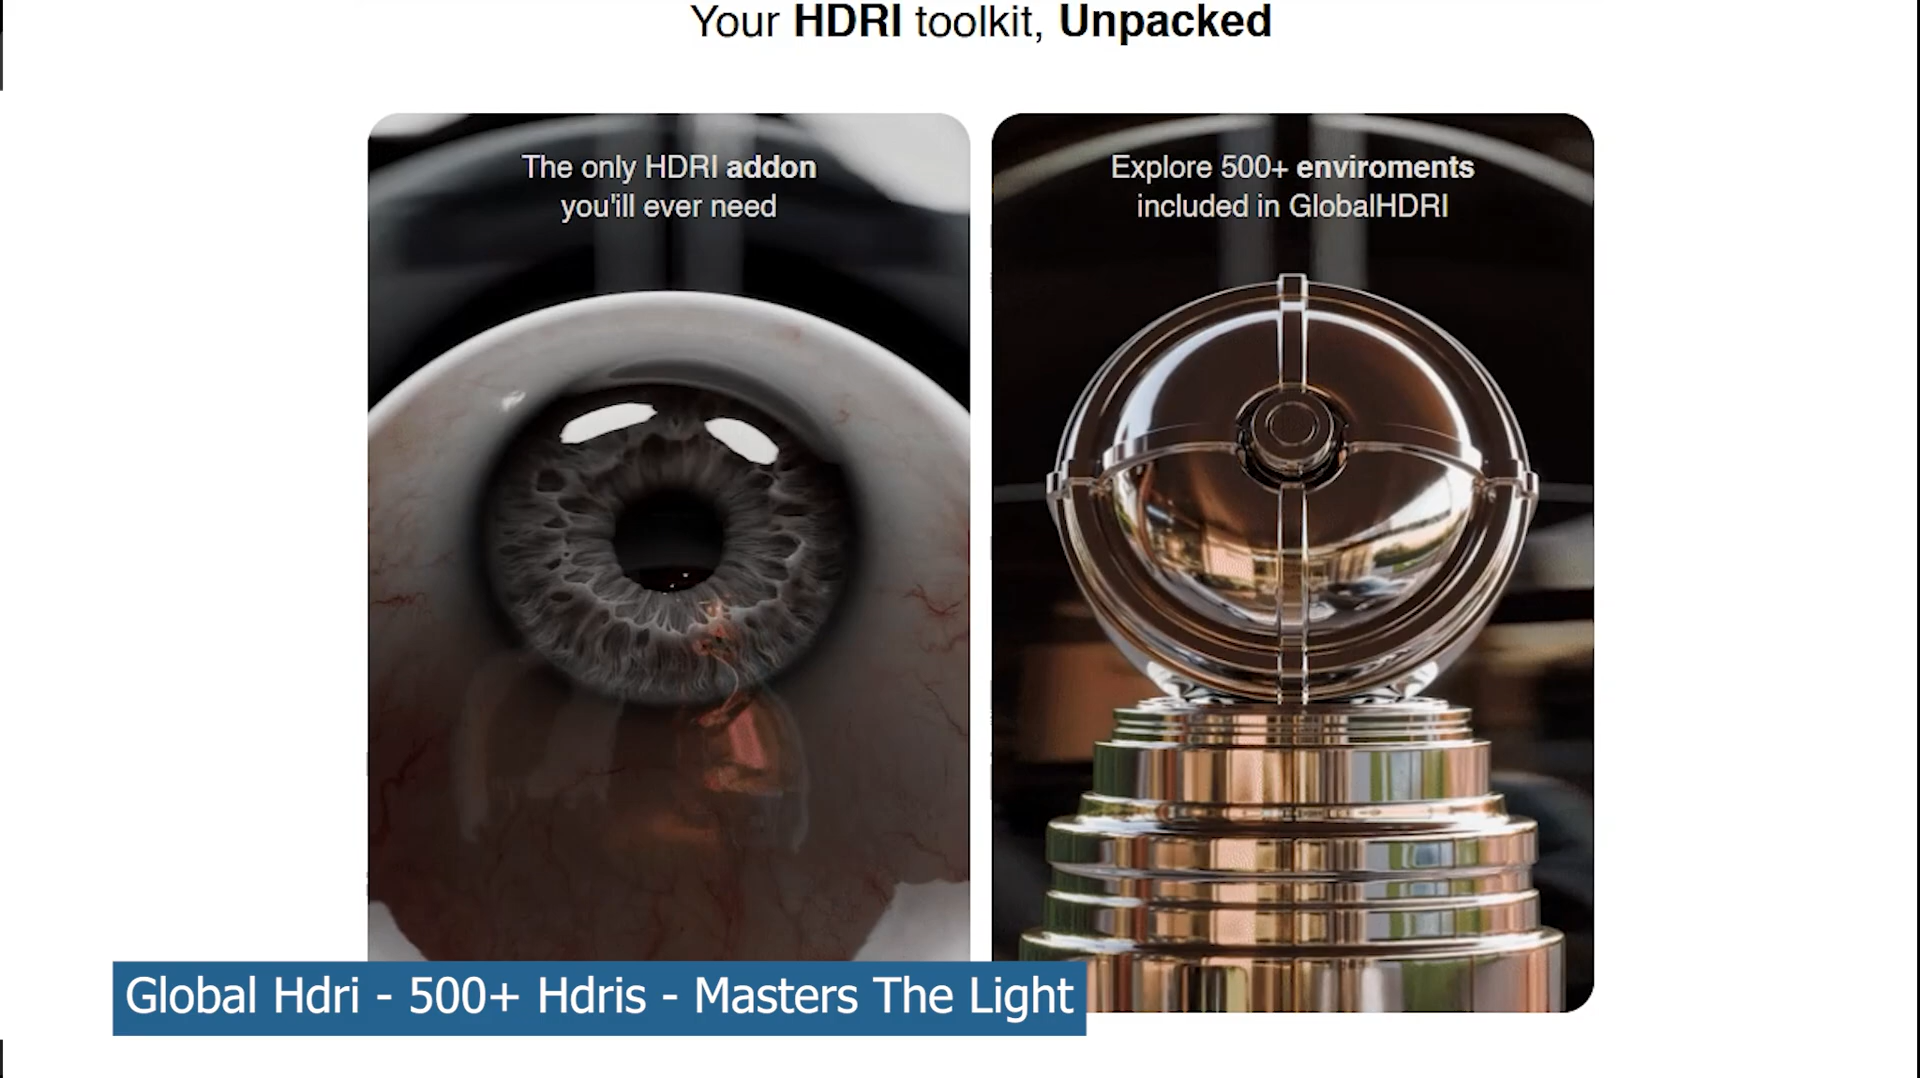 Your HDRI toolkit, Unpacked
The only HDRI addon
you'ill ever need
Explore 500+ enviroments
included in GlobalHDRI
Global Hdri - 500+ Hdris - Masters The Light